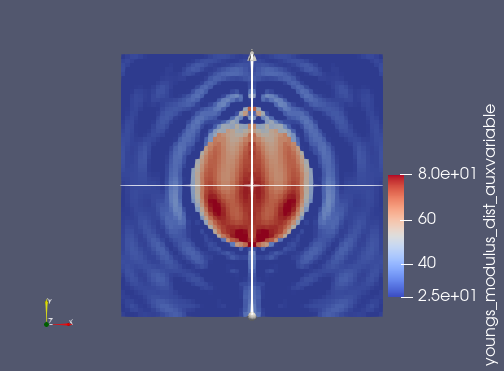 8.0e+01
60
40
2.5e+01
youngs_modulus_dist_auxvariable
Y
Z
X